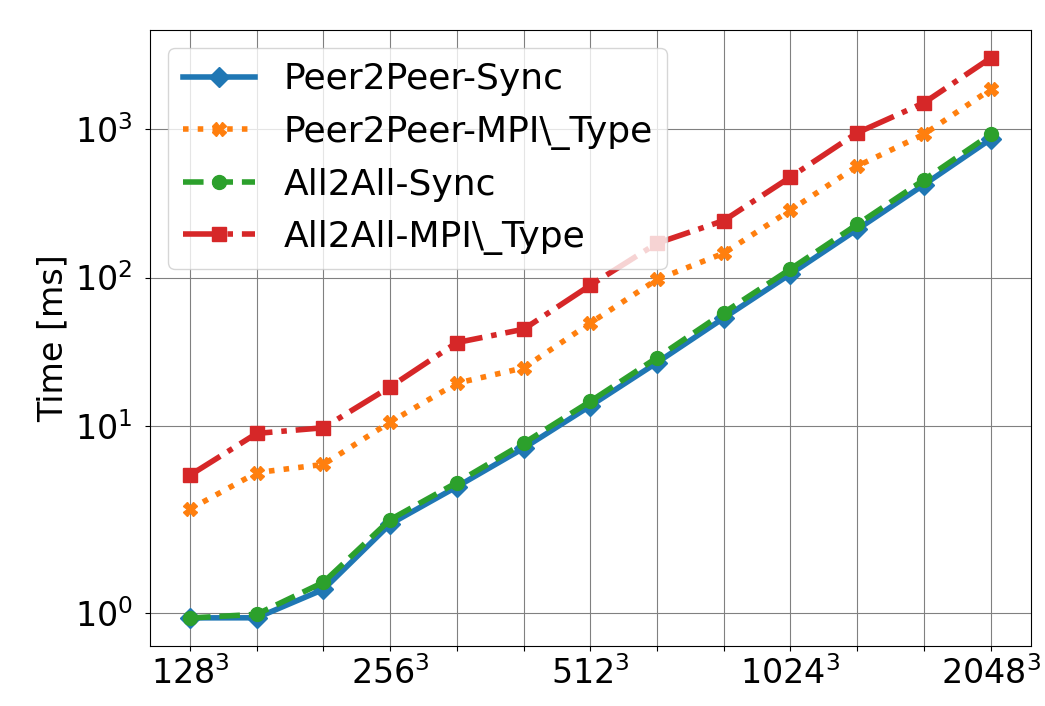 Peer2Peer-Sync
Peer2Peer-MPI\_Type
All2All-Sync
All2All-MPI\_Type
Time [ms]
10³
10²
10¹
10⁰
128³ 256³ 512³ 1024³ 2048³